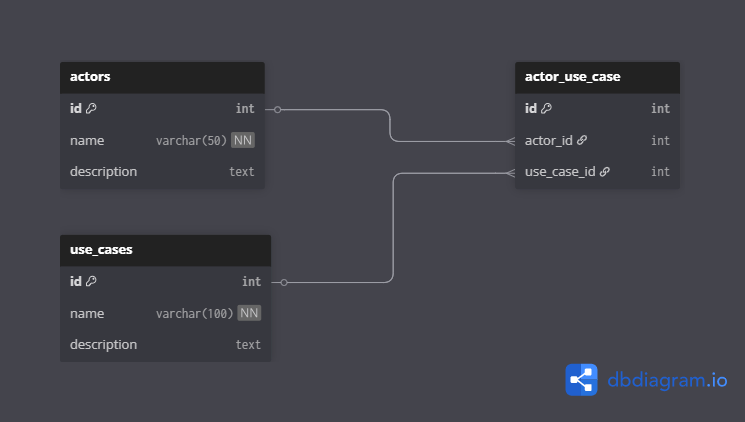 actors
id int
name varchar(50) NN
description text
actor_use_case
id int
actor_id int
use_case_id int
use_cases
id int
name varchar(100) NN
description text
dbdiagram.io